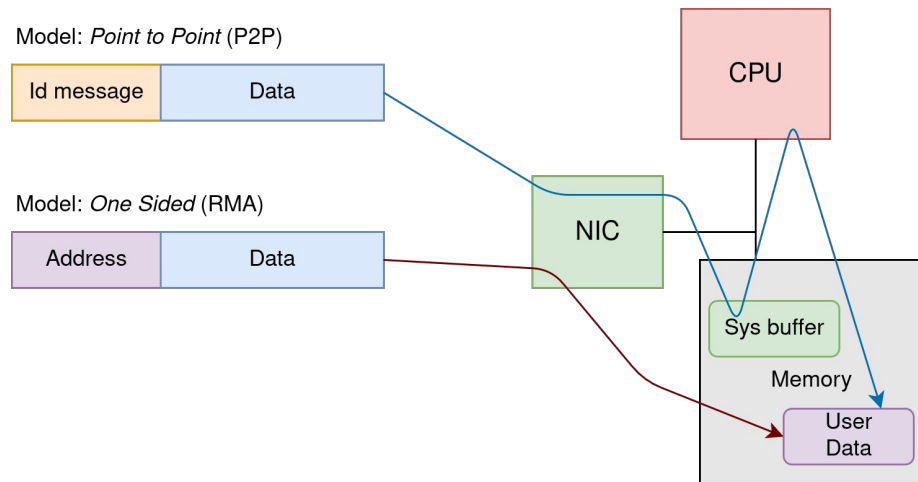 Model: Point to Point (P2P)
Id message
Data
CPU
Model: One Sided (RMA)
Address
Data
NIC
Sys buffer
Memory
User
Data